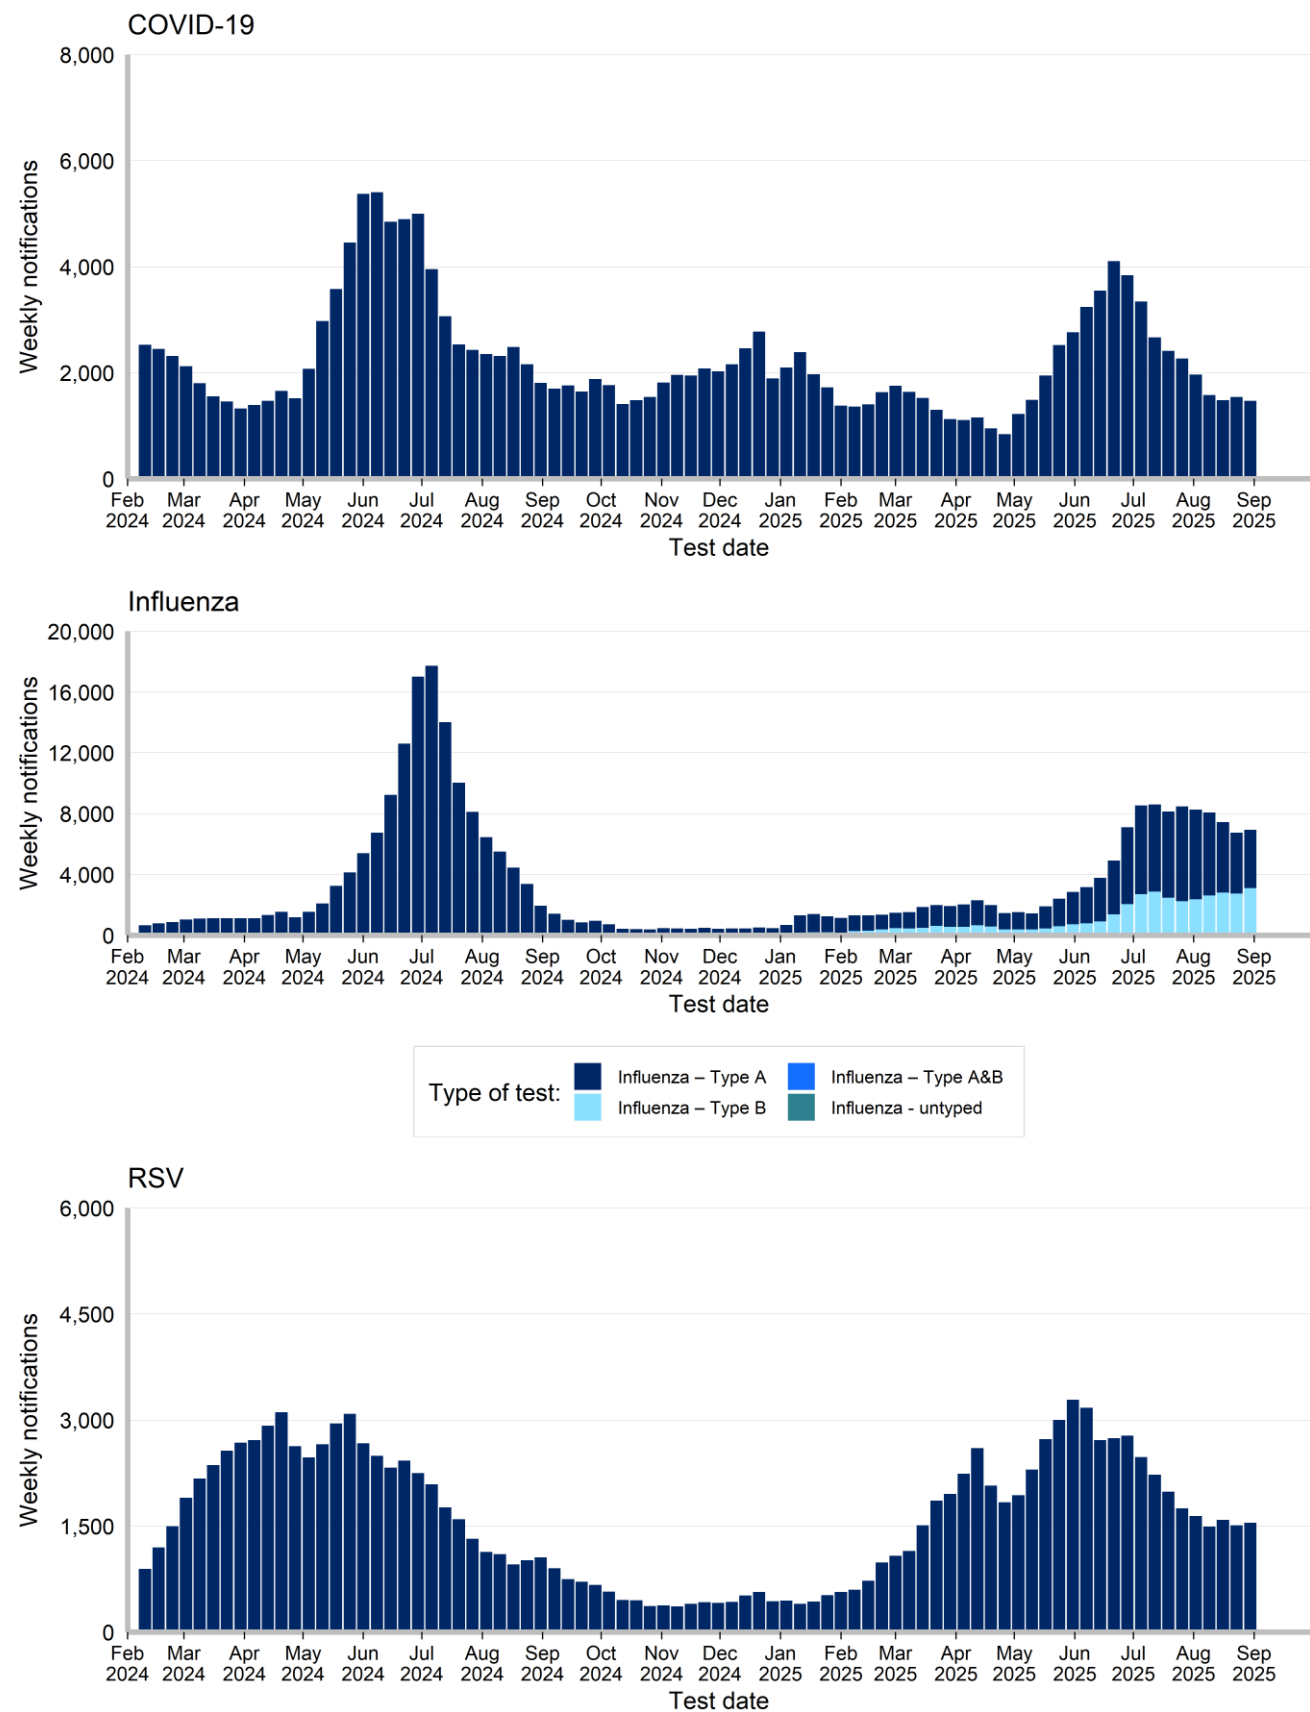 COVID-19
8,000
6,000
4,000
2,000
0
Weekly notifications
Feb Mar Apr May Jun Jul Aug Sep Oct Nov Dec Jan Feb Mar Apr May Jun Jul Aug Sep
2024 2024 2024 2024 2024 2024 2024 2024 2024 2024 2024 2025 2025 2025 2025 2025 2025 2025 2025 2025
Test date
Influenza
20,000
16,000
12,000
8,000
4,000
0
Weekly notifications
Feb Mar Apr May Jun Jul Aug Sep Oct Nov Dec Jan Feb Mar Apr May Jun Jul Aug Sep
2024 2024 2024 2024 2024 2024 2024 2024 2024 2024 2024 2025 2025 2025 2025 2025 2025 2025 2025 2025
Test date
Type of test:
Influenza – Type A
Influenza – Type B
Influenza – Type A&B
Influenza - untyped
RSV
6,000
4,500
3,000
1,500
0
Weekly notifications
Feb Mar Apr May Jun Jul Aug Sep Oct Nov Dec Jan Feb Mar Apr May Jun Jul Aug Sep
2024 2024 2024 2024 2024 2024 2024 2024 2024 2024 2024 2025 2025 2025 2025 2025 2025 2025 2025 2025
Test date